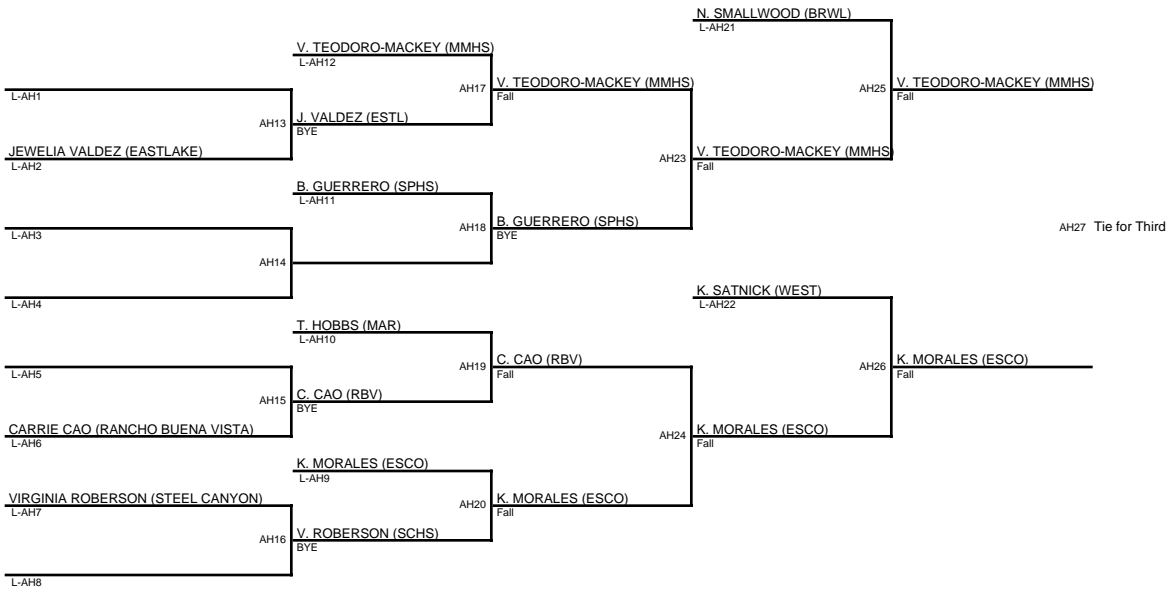 N. SMALLWOOD (BRWL)
L-AH21
V. TEODORO-MACKEY (MMHS)
L-AH12
AH17
V. TEODORO-MACKEY (MMHS)
Fall
AH25
V. TEODORO-MACKEY (MMHS)
Fall
L-AH1
AH13
J. VALDEZ (ESTL)
BYE
JEWELIA VALDEZ (EASTLAKE)
L-AH2
AH23
V. TEODORO-MACKEY (MMHS)
Fall
B. GUERRERO (SPHS)
L-AH11
L-AH3
AH18
B. GUERRERO (SPHS)
BYE
AH27 Tie for Third
AH14
L-AH4
K. SATNICK (WEST)
L-AH22
T. HOBBS (MAR)
L-AH10
L-AH5
AH19
C. CAO (RBV)
Fall
AH26
K. MORALES (ESCO)
Fall
AH15
C. CAO (RBV)
BYE
CARRIE CAO (RANCHO BUENA VISTA)
L-AH6
AH24
K. MORALES (ESCO)
Fall
K. MORALES (ESCO)
L-AH9
VIRGINIA ROBERSON (STEEL CANYON)
L-AH7
AH20
K. MORALES (ESCO)
Fall
AH16
V. ROBERSON (SCHS)
BYE
L-AH8